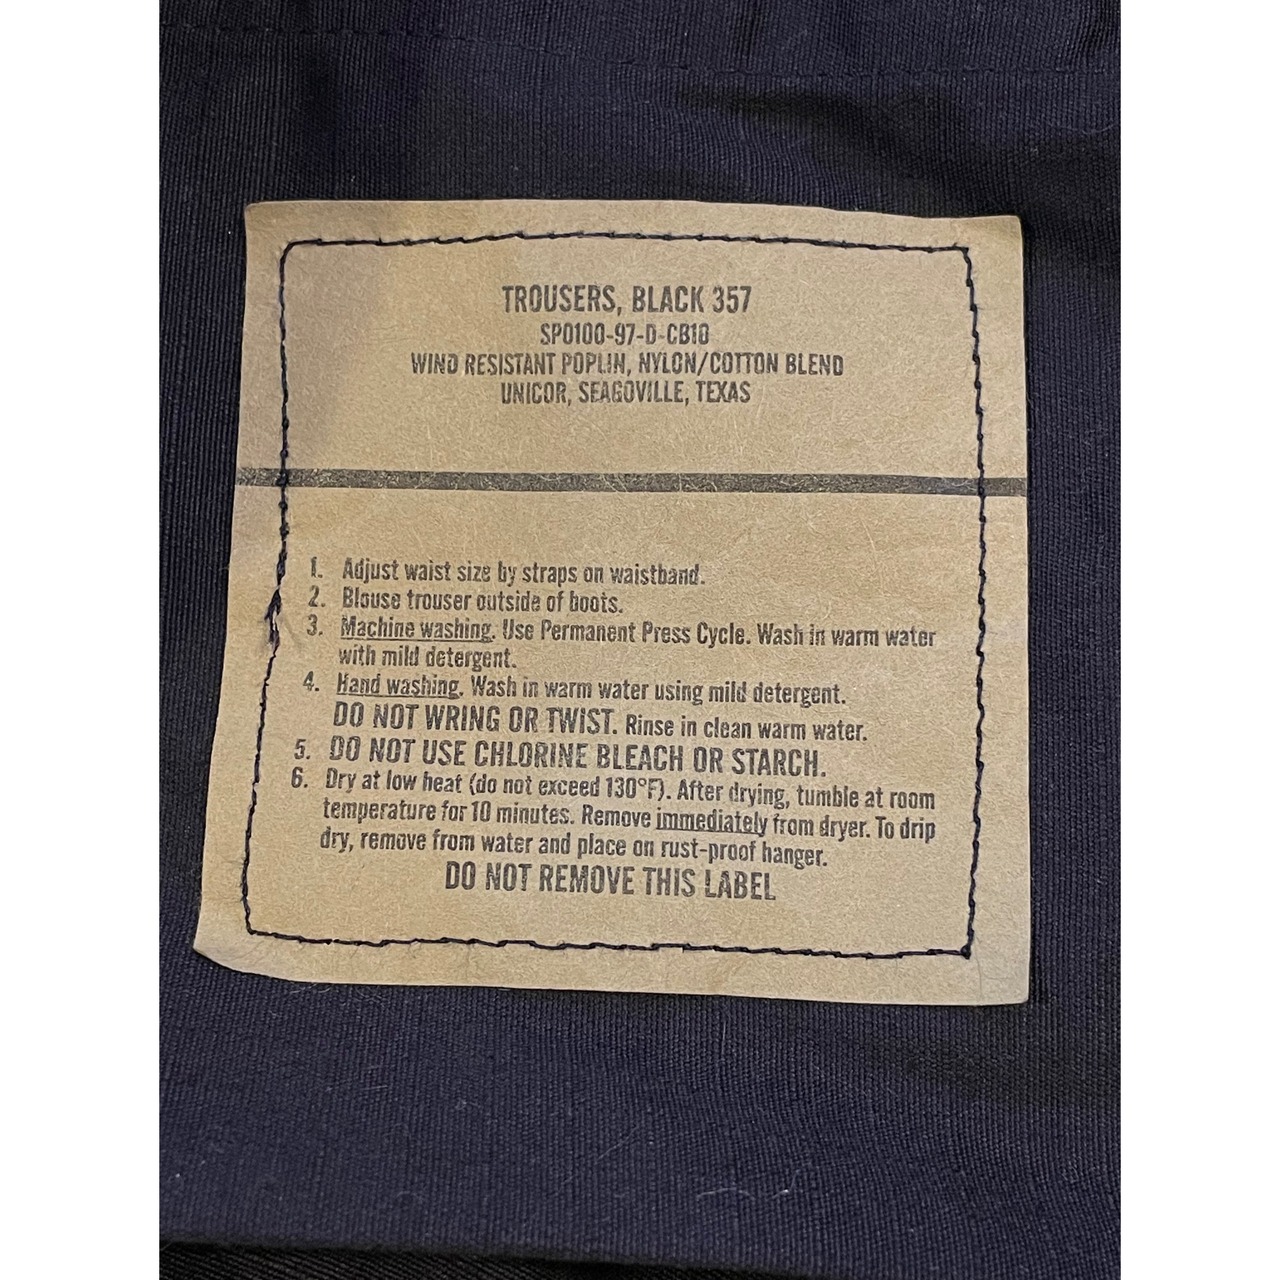 TROUSERS, BLACK 357
SPO100-97-D-CB10
WIND RESISTANT POPLIN, NYLON/COTTON BLEND
UNICOR, SEAGOVILLE, TEXAS
1. Adjust waist size by straps on waistband.
2. Blouse trouser outside of boots.
3. Machine washing. Use Permanent Press Cycle. Wash in warm water
with mild detergent.
4. Hand washing. Wash in warm water using mild detergent.
DO NOT WRING OR TWIST. Rinse in clean warm water.
5. DO NOT USE CHLORINE BLEACH OR STARCH.
6. Dry at low heat (do not exceed 130°F). After drying, tumble at room
temperature for 10 minutes. Remove immediately from dryer. To drip
dry, remove from water and place on rust-proof hanger.
DO NOT REMOVE THIS LABEL